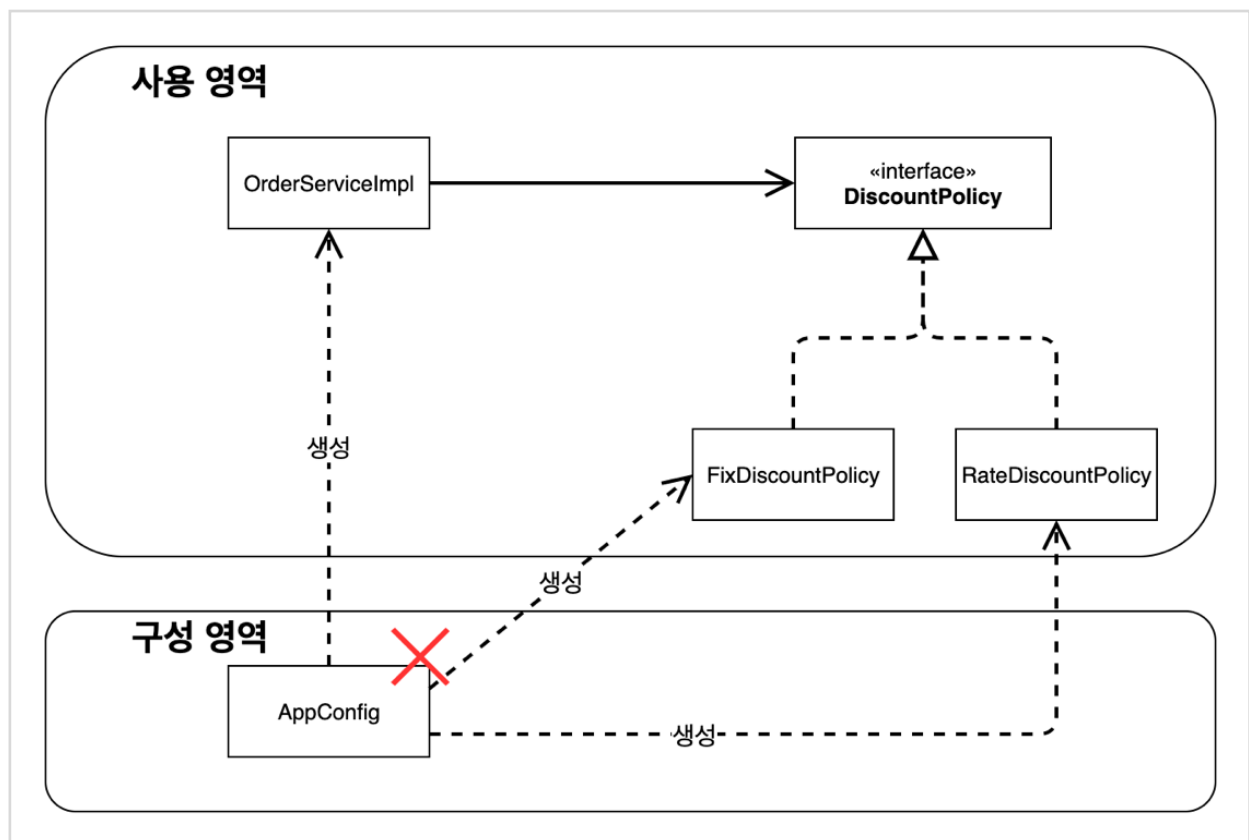 사용 영역
OrderServiceImpl
«interface»
DiscountPolicy
생성
FixDiscountPolicy
RateDiscountPolicy
생성
구성 영역
AppConfig
생성